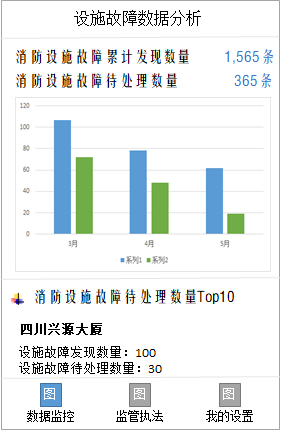 设施故障数据分析
消防设施故障累计发现数量 1,565条
消防设施故障待处理数量 365条
120
100
80
60
40
20
0
3月 4月 5月
系列1 系列2
消防设施故障待处理数量Top10
四川兴源大厦
设施故障发现数量：100
设施故障待处理数量：30
图 图 图
数据监控 监管执法 我的设置